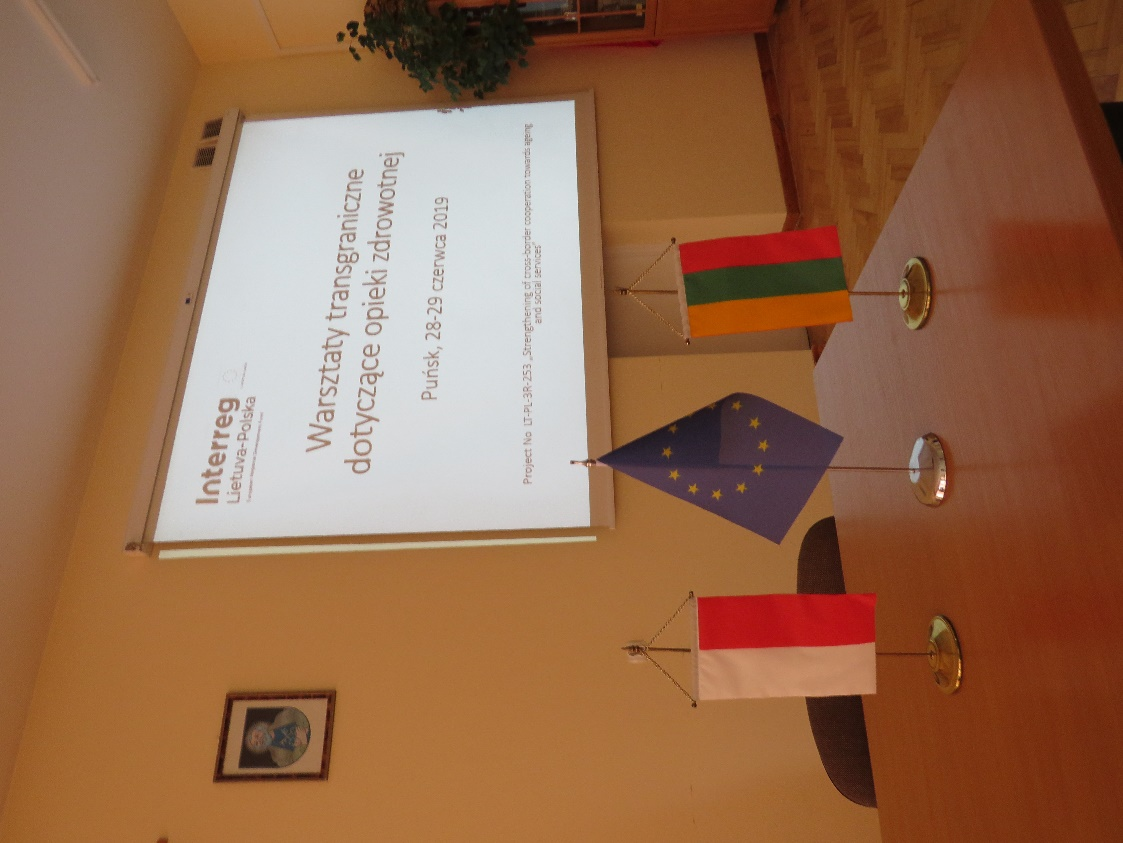 Interreg
Lietuva-Polska
Warsztaty transgraniczne
dotyczące opieki zdrowotnej
Puńsk, 28-29 czerwca 2019
Project No LT-PL-3R-253 „Strengthening of cross-border cooperation towards ageing
and social services"